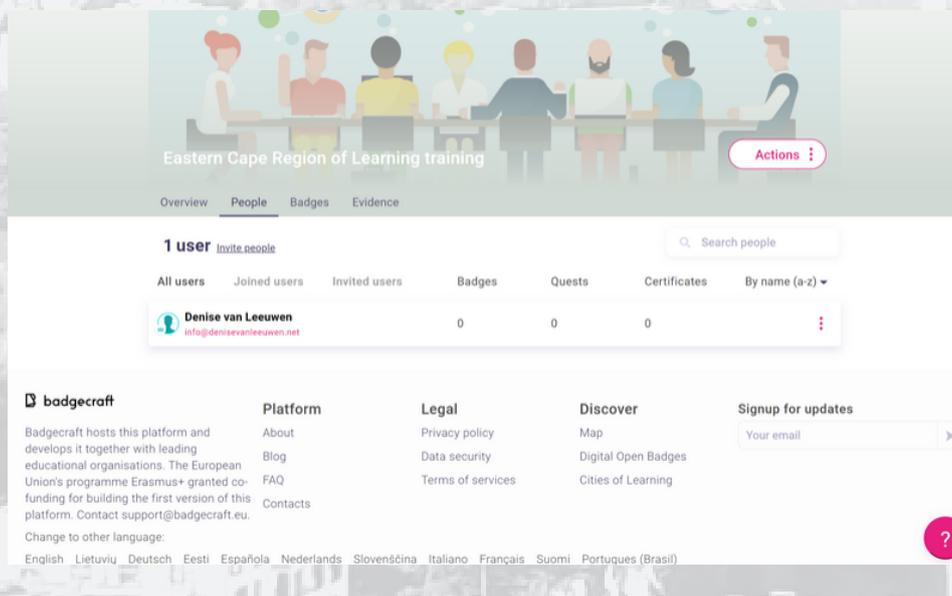 Eastern Cape Region of Learning training
Actions
Overview People Badges Evidence
1 user Invite people
Search people
All users Joined users Invited users Badges Quests Certificates By name (a-z)
Denise van Leeuwen
info@denisevanleeuwen.net
0 0 0
badgecraft
Badgecraft hosts this platform and
develops it together with leading
educational organisations. The European
Union's programme Erasmus+ granted co-
funding for building the first version of this
platform. Contact support@badgecraft.eu.
Platform
About
Blog
FAQ
Contacts
Legal
Privacy policy
Data security
Terms of services
Discover
Map
Digital Open Badges
Cities of Learning
Signup for updates
Your email
Change to other language:
English Lietuvių Deutsch Eesti Española Nederlands Slovenščina Italiano Français Suomi Portugues (Brasil)
?